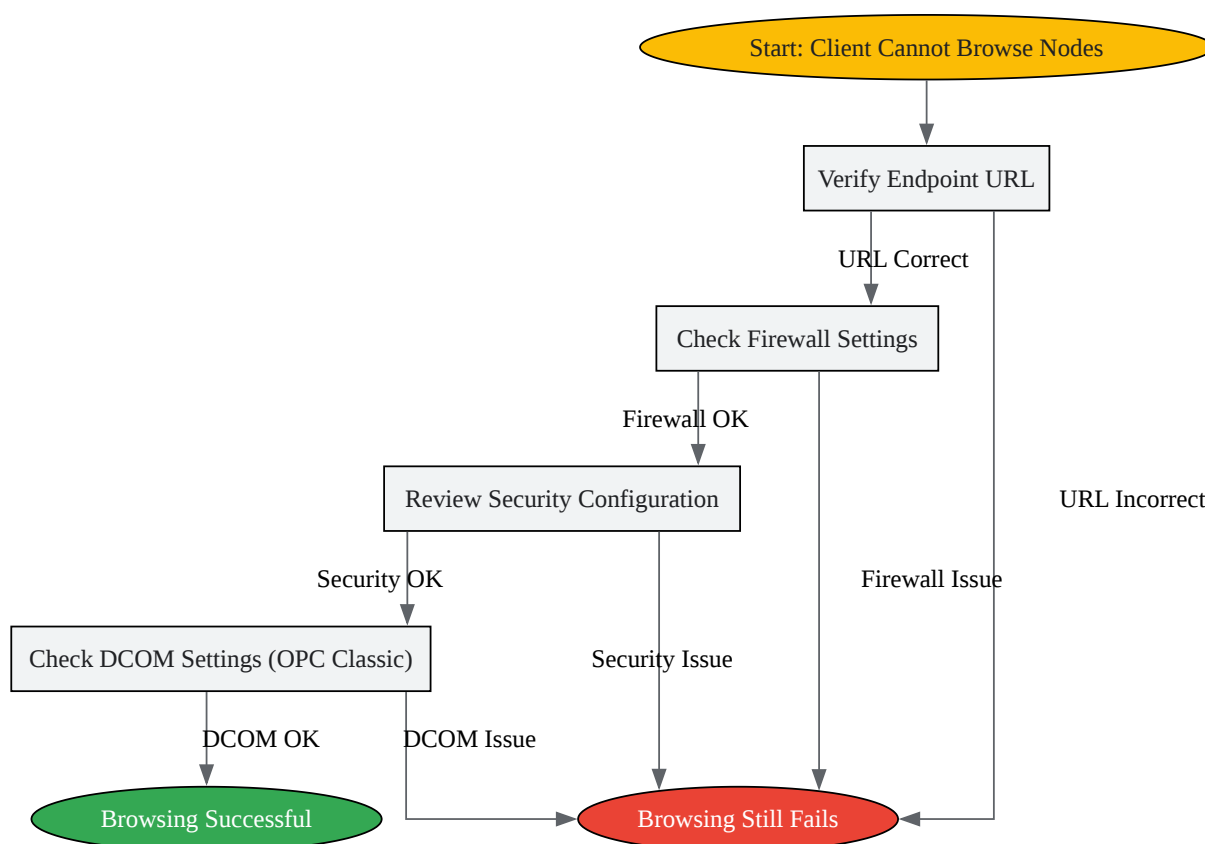 Start: Client Cannot Browse Nodes
Verify Endpoint URL
URL Correct
Check Firewall Settings
Firewall OK
Review Security Configuration
URL Incorrect
Security OK
Firewall Issue
Check DCOM Settings (OPC Classic)
Security Issue
DCOM OK
DCOM Issue
Browsing Successful
Browsing Still Fails